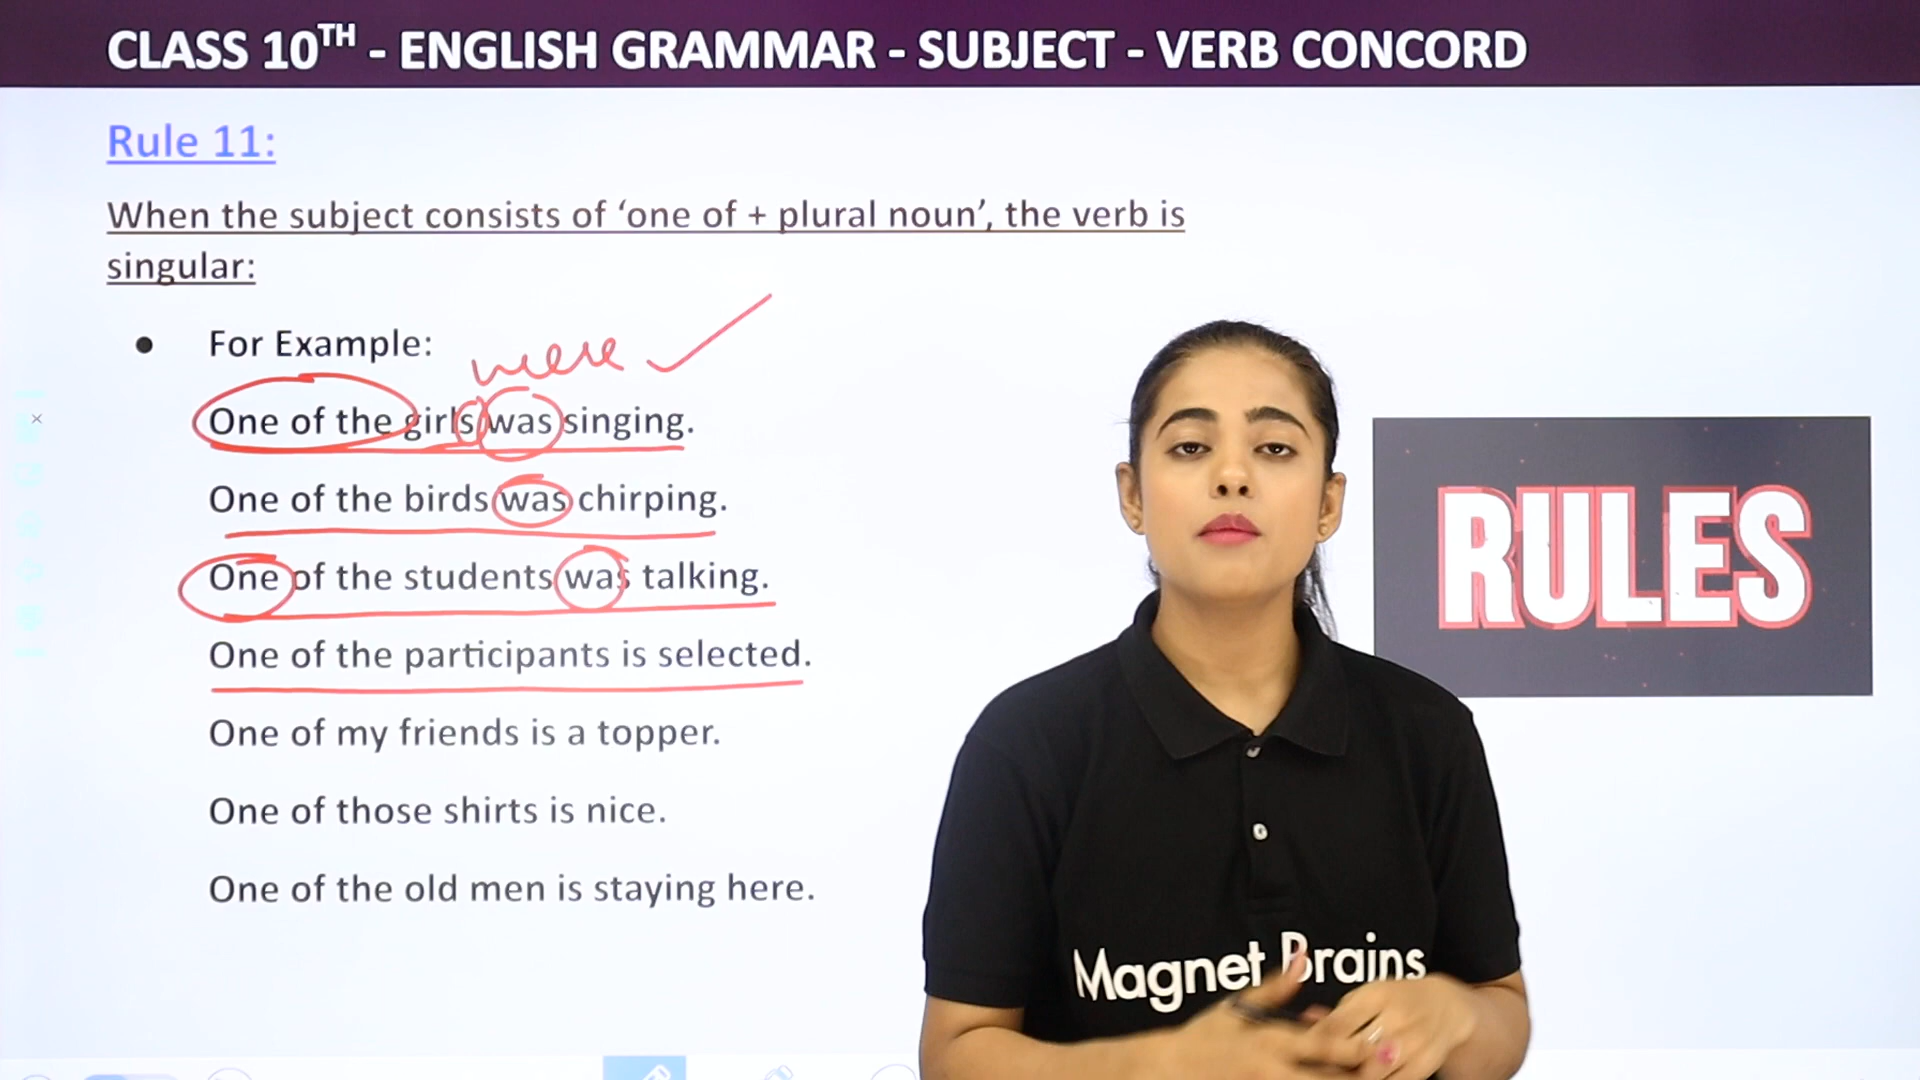 CLASS 10TH - ENGLISH GRAMMAR - SUBJECT - VERB CONCORD
Rule 11:
When the subject consists of ‘one of + plural noun’, the verb is
singular:
● For Example:
were
One of the girls was singing.
One of the birds was chirping.
One of the students was talking.
One of the participants is selected.
One of my friends is a topper.
One of those shirts is nice.
One of the old men is staying here.
RULES
Magnet Brains